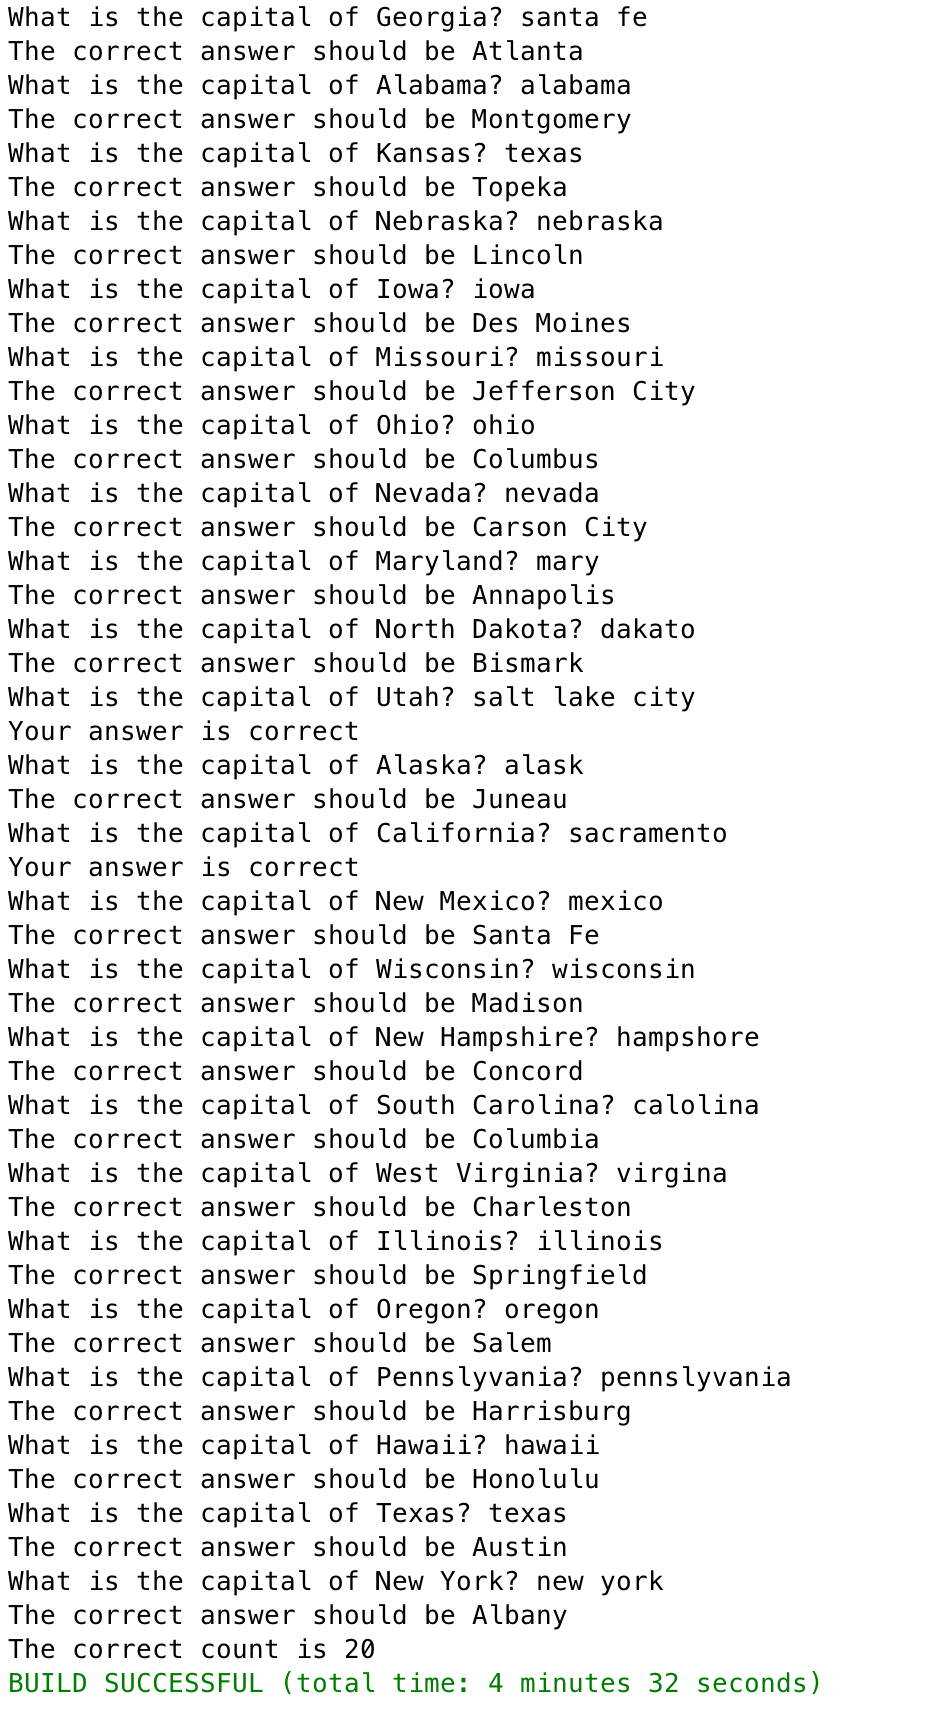 What is the capital of Georgia? santa fe
The correct answer should be Atlanta
What is the capital of Alabama? alabama
The correct answer should be Montgomery
What is the capital of Kansas? texas
The correct answer should be Topeka
What is the capital of Nebraska? nebraska
The correct answer should be Lincoln
What is the capital of Iowa? iowa
The correct answer should be Des Moines
What is the capital of Missouri? missouri
The correct answer should be Jefferson City
What is the capital of Ohio? ohio
The correct answer should be Columbus
What is the capital of Nevada? nevada
The correct answer should be Carson City
What is the capital of Maryland? mary
The correct answer should be Annapolis
What is the capital of North Dakota? dakato
The correct answer should be Bismark
What is the capital of Utah? salt lake city
Your answer is correct
What is the capital of Alaska? alask
The correct answer should be Juneau
What is the capital of California? sacramento
Your answer is correct
What is the capital of New Mexico? mexico
The correct answer should be Santa Fe
What is the capital of Wisconsin? wisconsin
The correct answer should be Madison
What is the capital of New Hampshire? hampshore
The correct answer should be Concord
What is the capital of South Carolina? calolina
The correct answer should be Columbia
What is the capital of West Virginia? virgina
The correct answer should be Charleston
What is the capital of Illinois? illinois
The correct answer should be Springfield
What is the capital of Oregon? oregon
The correct answer should be Salem
What is the capital of Pennslyvania? pennslyvania
The correct answer should be Harrisburg
What is the capital of Hawaii? hawaii
The correct answer should be Honolulu
What is the capital of Texas? texas
The correct answer should be Austin
What is the capital of New York? new york
The correct answer should be Albany
The correct count is 20
BUILD SUCCESSFUL (total time: 4 minutes 32 seconds)